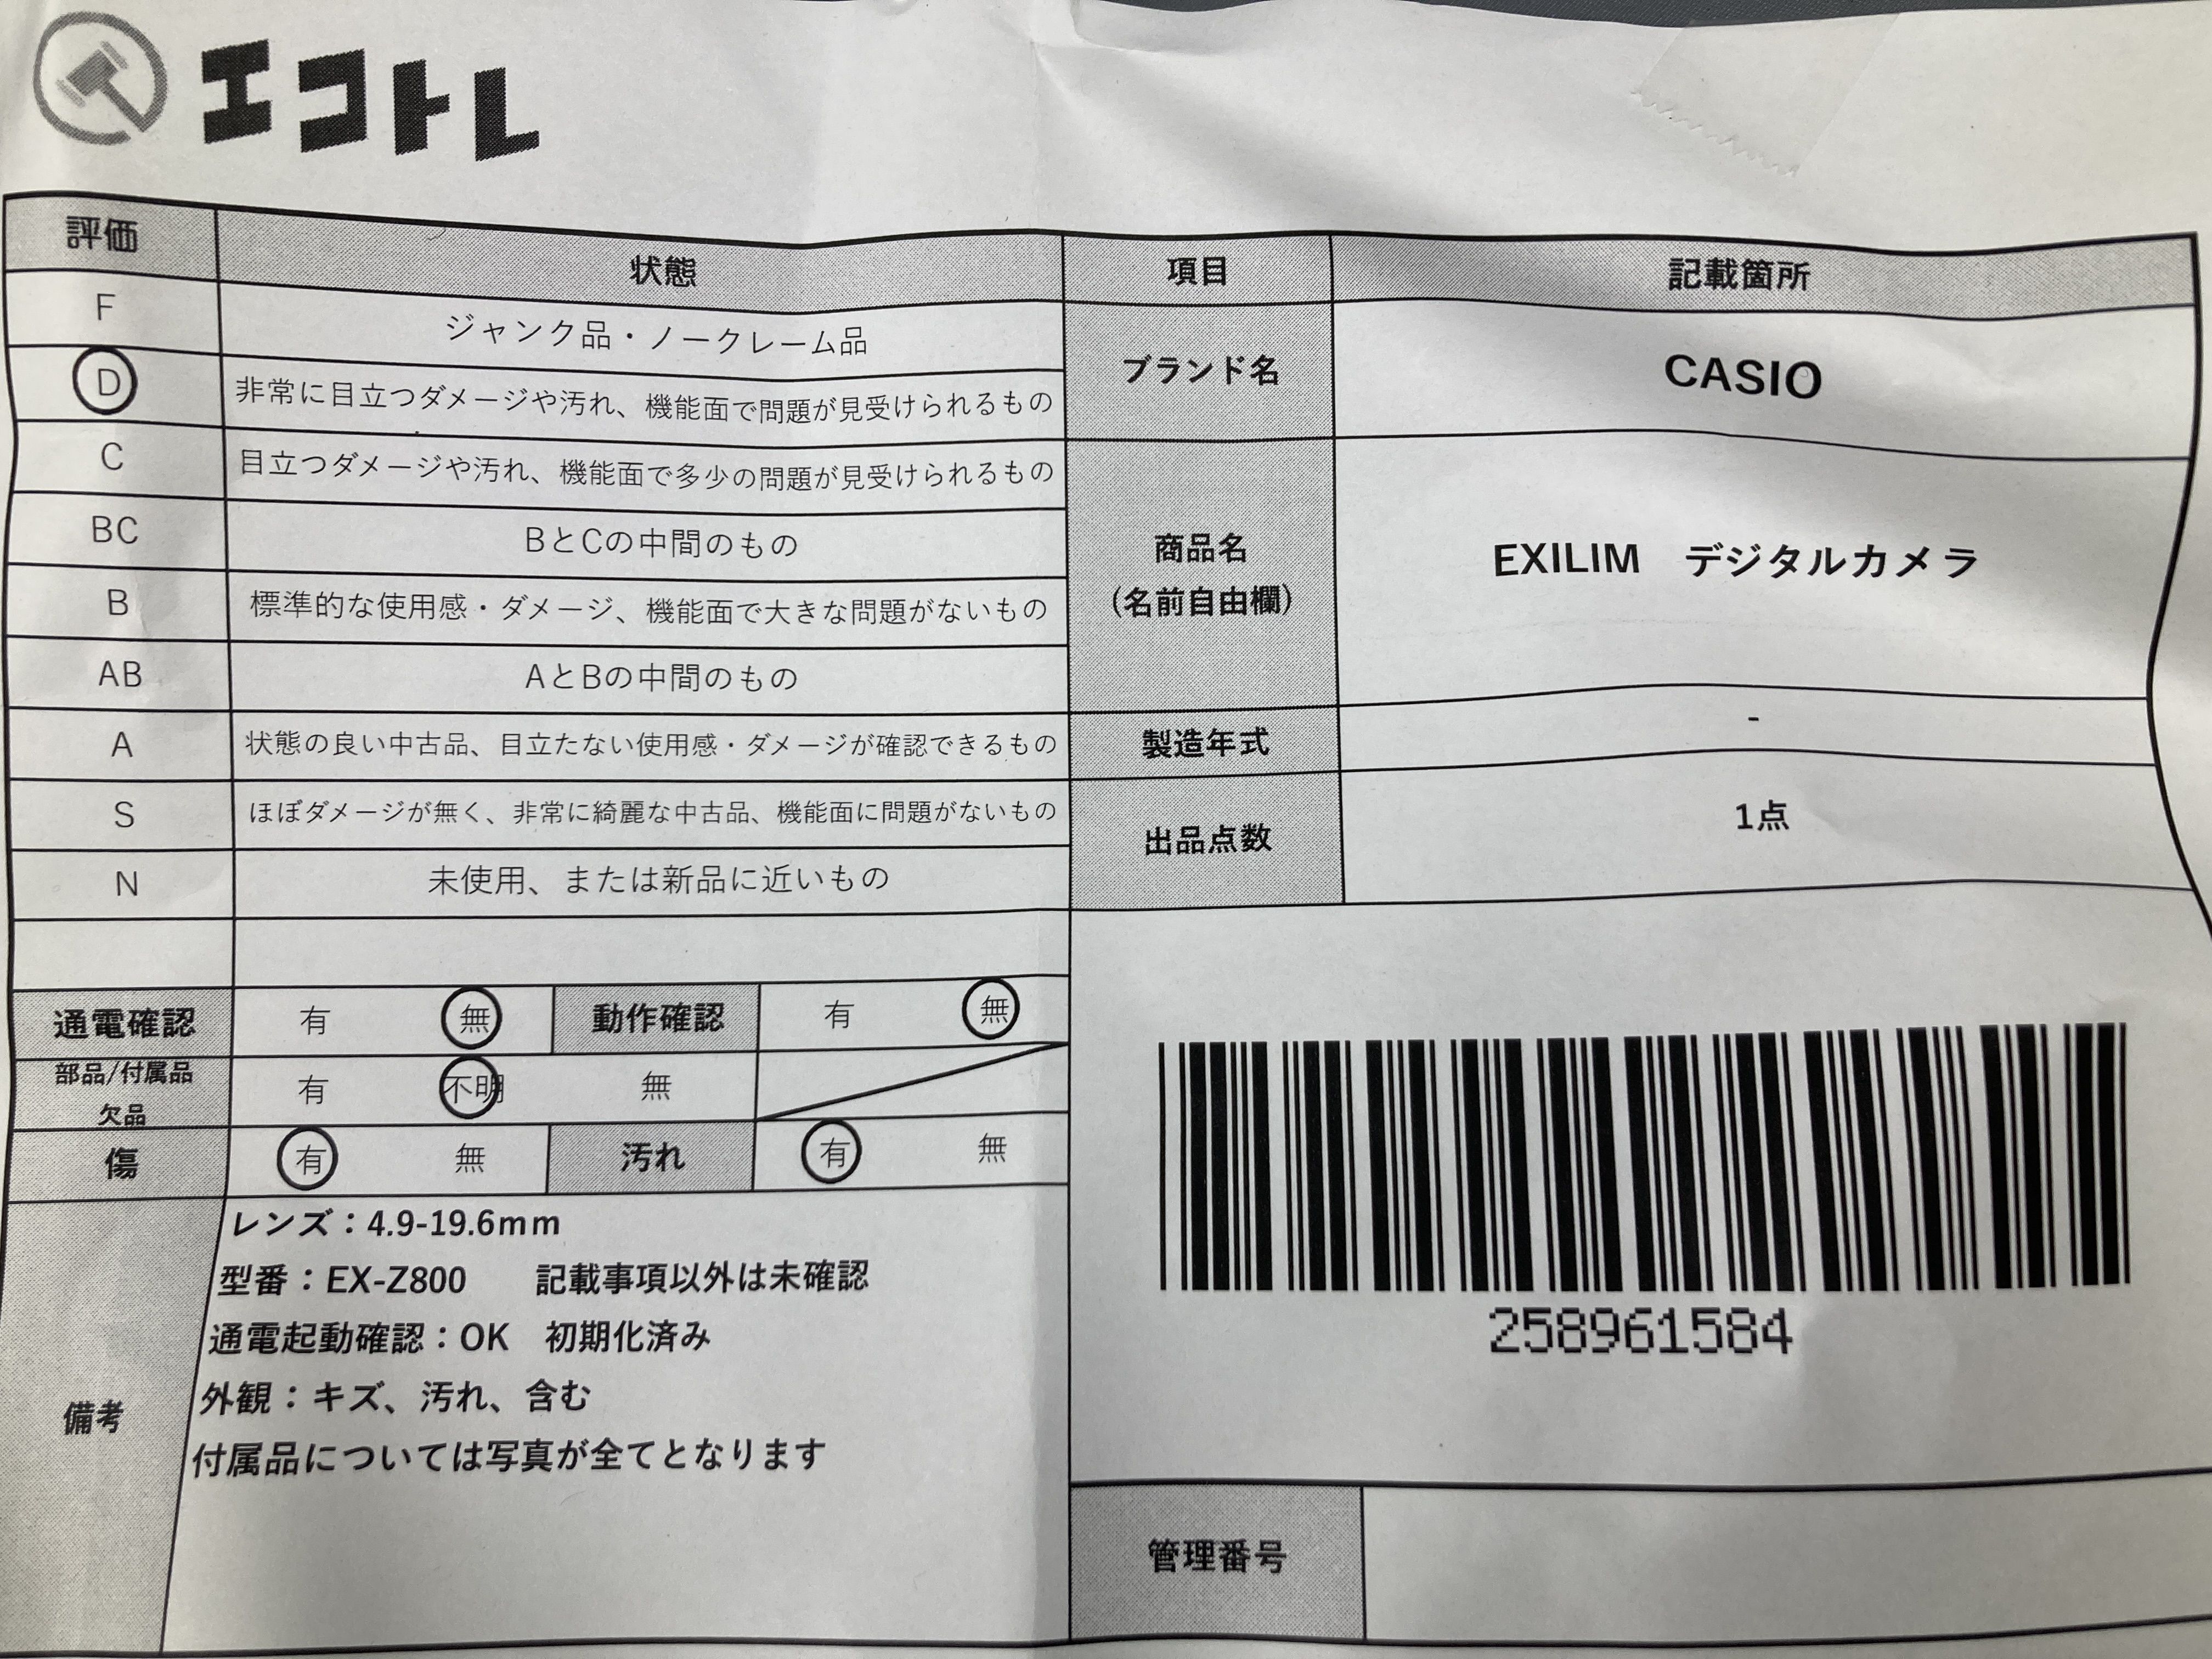 エコトレ
評価 状態 項目 記載箇所
F ジャンク品・ノークレーム品
D 非常に目立つダメージや汚れ、機能面で問題が見受けられるもの
C 目立つダメージや汚れ、機能面で多少の問題が見受けられるもの
BC BとCの中間のもの
B 標準的な使用感・ダメージ、機能面で大きな問題がないもの
AB AとBの中間のもの
A 状態の良い中古品、目立たない使用感・ダメージが確認できるもの
S ほぼダメージが無く、非常に綺麗な中古品、機能面に問題がないもの
N 未使用、または新品に近いもの
ブランド名 CASIO
商品名
(名前自由欄)
EXILIM デジタルカメラ
製造年式 -
出品点数 1点
通電確認 有 無 動作確認 有 無
部品/付属品
欠品
有 不明 無
傷 有 無 汚れ 有 無
備考
レンズ：4.9-19.6mm
型番：EX-Z800 記載事項以外は未確認
通電起動確認：OK 初期化済み
外観：キズ、汚れ、含む
付属品については写真が全てとなります
258961584
管理番号